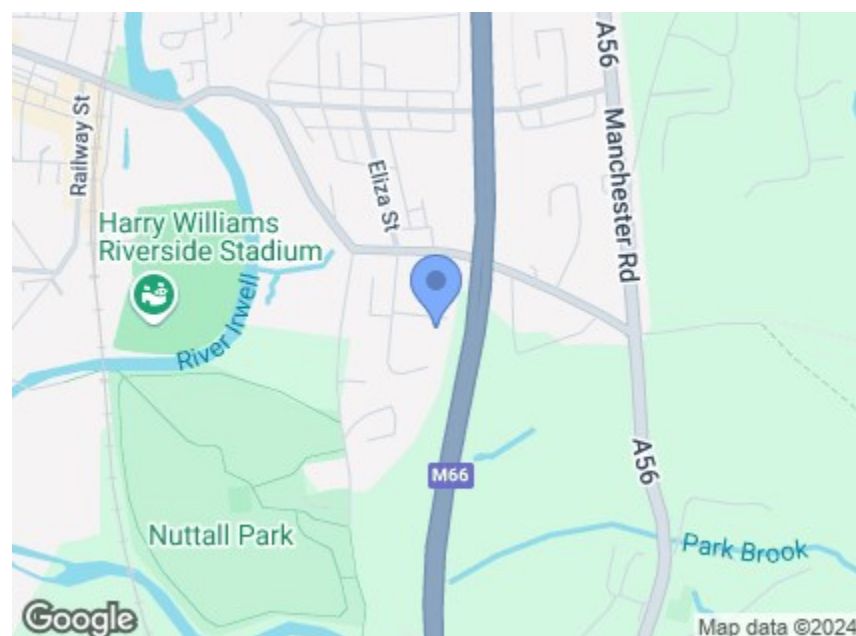 A56
Railway St
Manchester Rd
Eliza St
Harry Williams
Riverside Stadium
River Irwell
A56
M66
Nuttall Park
Park Brook
Google
Map data ©2024